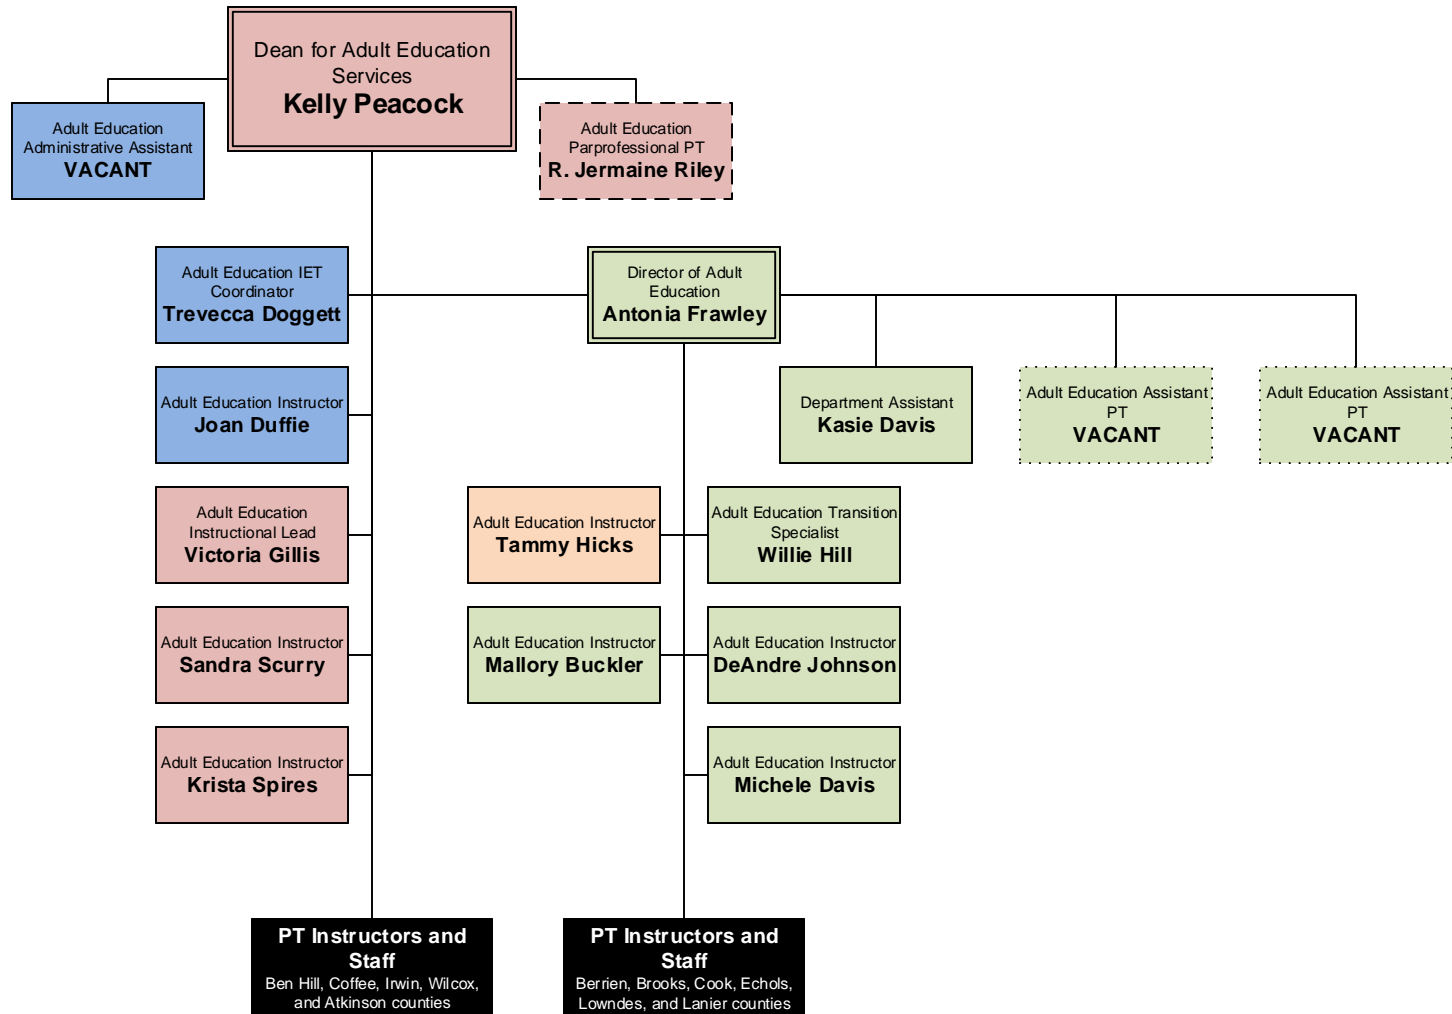 Dean for Adult Education
Services
Kelly Peacock
Adult Education
Administrative Assistant
VACANT
Adult Education
Parprofessional PT
R. Jermaine Riley
Adult Education IET
Coordinator
Trevecca Doggett
Director of Adult
Education
Antonia Frawley
Adult Education Instructor
Joan Duffie
Department Assistant
Kasie Davis
Adult Education Assistant
PT
VACANT
Adult Education Assistant
PT
VACANT
Adult Education
Instructional Lead
Victoria Gillis
Adult Education Instructor
Tammy Hicks
Adult Education Transition
Specialist
Willie Hill
Adult Education Instructor
Sandra Scurry
Adult Education Instructor
Mallory Buckler
Adult Education Instructor
DeAndre Johnson
Adult Education Instructor
Krista Spires
Adult Education Instructor
Michele Davis
PT Instructors and
Staff
Ben Hill, Coffee, Irwin, Wilcox,
and Atkinson counties
PT Instructors and
Staff
Berrien, Brooks, Cook, Echols,
Lowndes, and Lanier counties